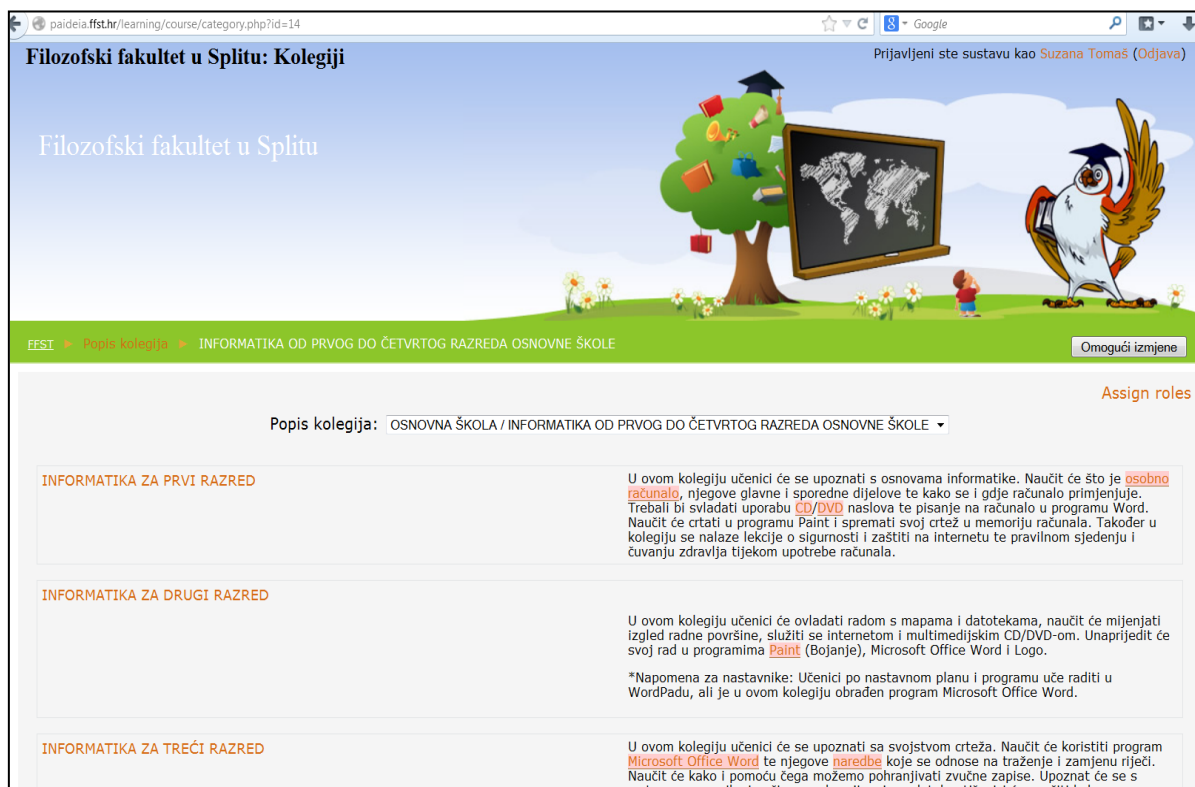 paideia.ffst.hr/learning/course/category.php?id=14
Google
Filozofski fakultet u Splitu: Kolegiji
Prijavljeni ste sustavu kao Suzana Tomaš (Odjava)
Filozofski fakultet u Splitu
FFST ► Popis kolegija ► INFORMATIKA OD PRVOG DO ČETVRTOG RAZREDA OSNOVNE ŠKOLE
Omogući izmjene
Assign roles
Popis kolegija: OSNOVNA ŠKOLA / INFORMATIKA OD PRVOG DO ČETVRTOG RAZREDA OSNOVNE ŠKOLE
INFORMATIKA ZA PRVI RAZRED
U ovom kolegiju učenici će se upoznati s osnovama informatike. Naučit će što je osobno
računalo, njegove glavne i sporedne dijelove te kako se i gdje računalo primjenjuje.
Trebali bi svladati uporabu CD/DVD naslova te pisanje na računalo u programu Word.
Naučit će crtati u programu Paint i spremati svoj crtež u memoriju računala. Također u
kolegiju se nalaze lekcije o sigurnosti i zaštiti na internetu te pravilnom sjedenju i
čuvanju zdravlja tijekom upotrebe računala.
INFORMATIKA ZA DRUGI RAZRED
U ovom kolegiju učenici će ovladati radom s mapama i datotekama, naučit će mijenjati
izgled radne površine, služiti se internetom i multimedijskim CD/DVD-om. Unaprijedit će
svoj rad u programima Paint (Bojanje), Microsoft Office Word i Logo.
*Napomena za nastavnike: Učenici po nastavnom planu i programu uče raditi u
WordPadu, ali je u ovom kolegiju obrađen program Microsoft Office Word.
INFORMATIKA ZA TREĆI RAZRED
U ovom kolegiju učenici će se upoznati sa svojstvom crteža. Naučit će koristiti program
Microsoft Office Word te njegove naredbe koje se odnose na traženje i zamjenu riječi.
Naučit će kako i pomoću čega možemo pohranjivati zvučne zapise. Upoznat će se s